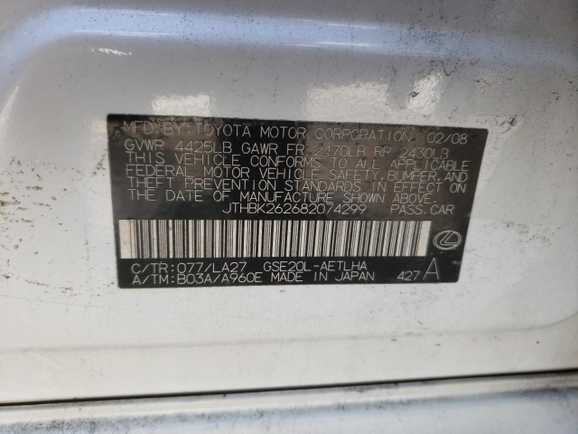 MFD. BY: TOYOTA MOTOR CORPORATION 02/08
GVWR 4425LB GAWR FR 2470LB RR 2430LB
THIS VEHICLE CONFORMS TO ALL APPLICABLE
FEDERAL MOTOR VEHICLE SAFETY, BUMPER, AND
THEFT PREVENTION STANDARDS IN EFFECT ON
THE DATE OF MANUFACTURE SHOWN ABOVE.
JTHBK262682074299 PASS.CAR
C/TR:077/LA27 GSE20L-AETLHA
A/TM:B03A/A960E MADE IN JAPAN 427 A